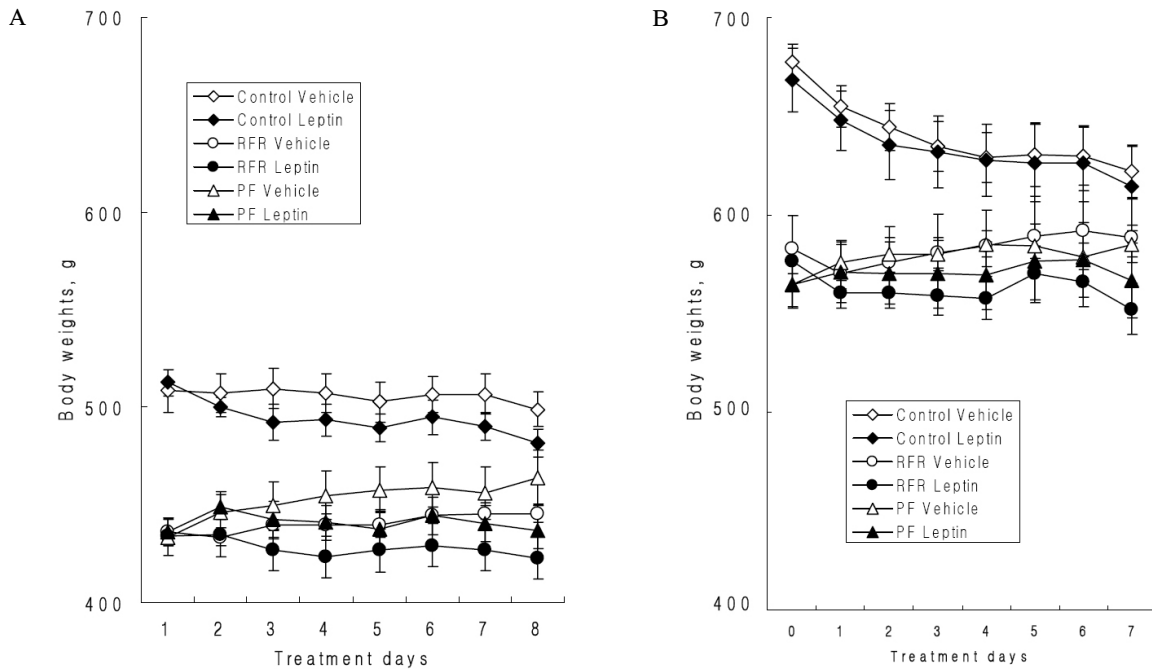 A
700
600
500
400
Body weights, g
Control Vehicle
Control Leptin
RFR Vehicle
RFR Leptin
PF Vehicle
PF Leptin
1 2 3 4 5 6 7 8
Treatment days
B
700
600
500
400
Body weights, g
Control Vehicle
Control Leptin
RFR Vehicle
RFR Leptin
PF Vehicle
PF Leptin
0 1 2 3 4 5 6 7
Treatment days